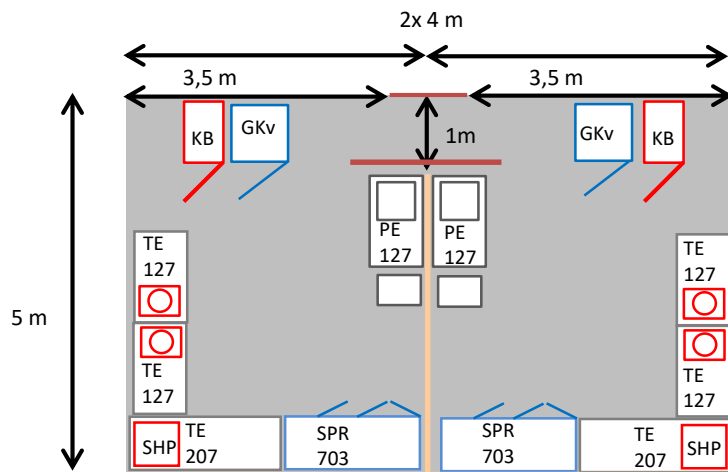 2x 4 m
3,5 m
3,5 m
KB
GKv
1m
GKv
KB
PE
127
PE
127
TE
127
TE
127
5 m
TE
127
TE
127
SHP
TE
207
SPR
703
SPR
703
TE
207
SHP